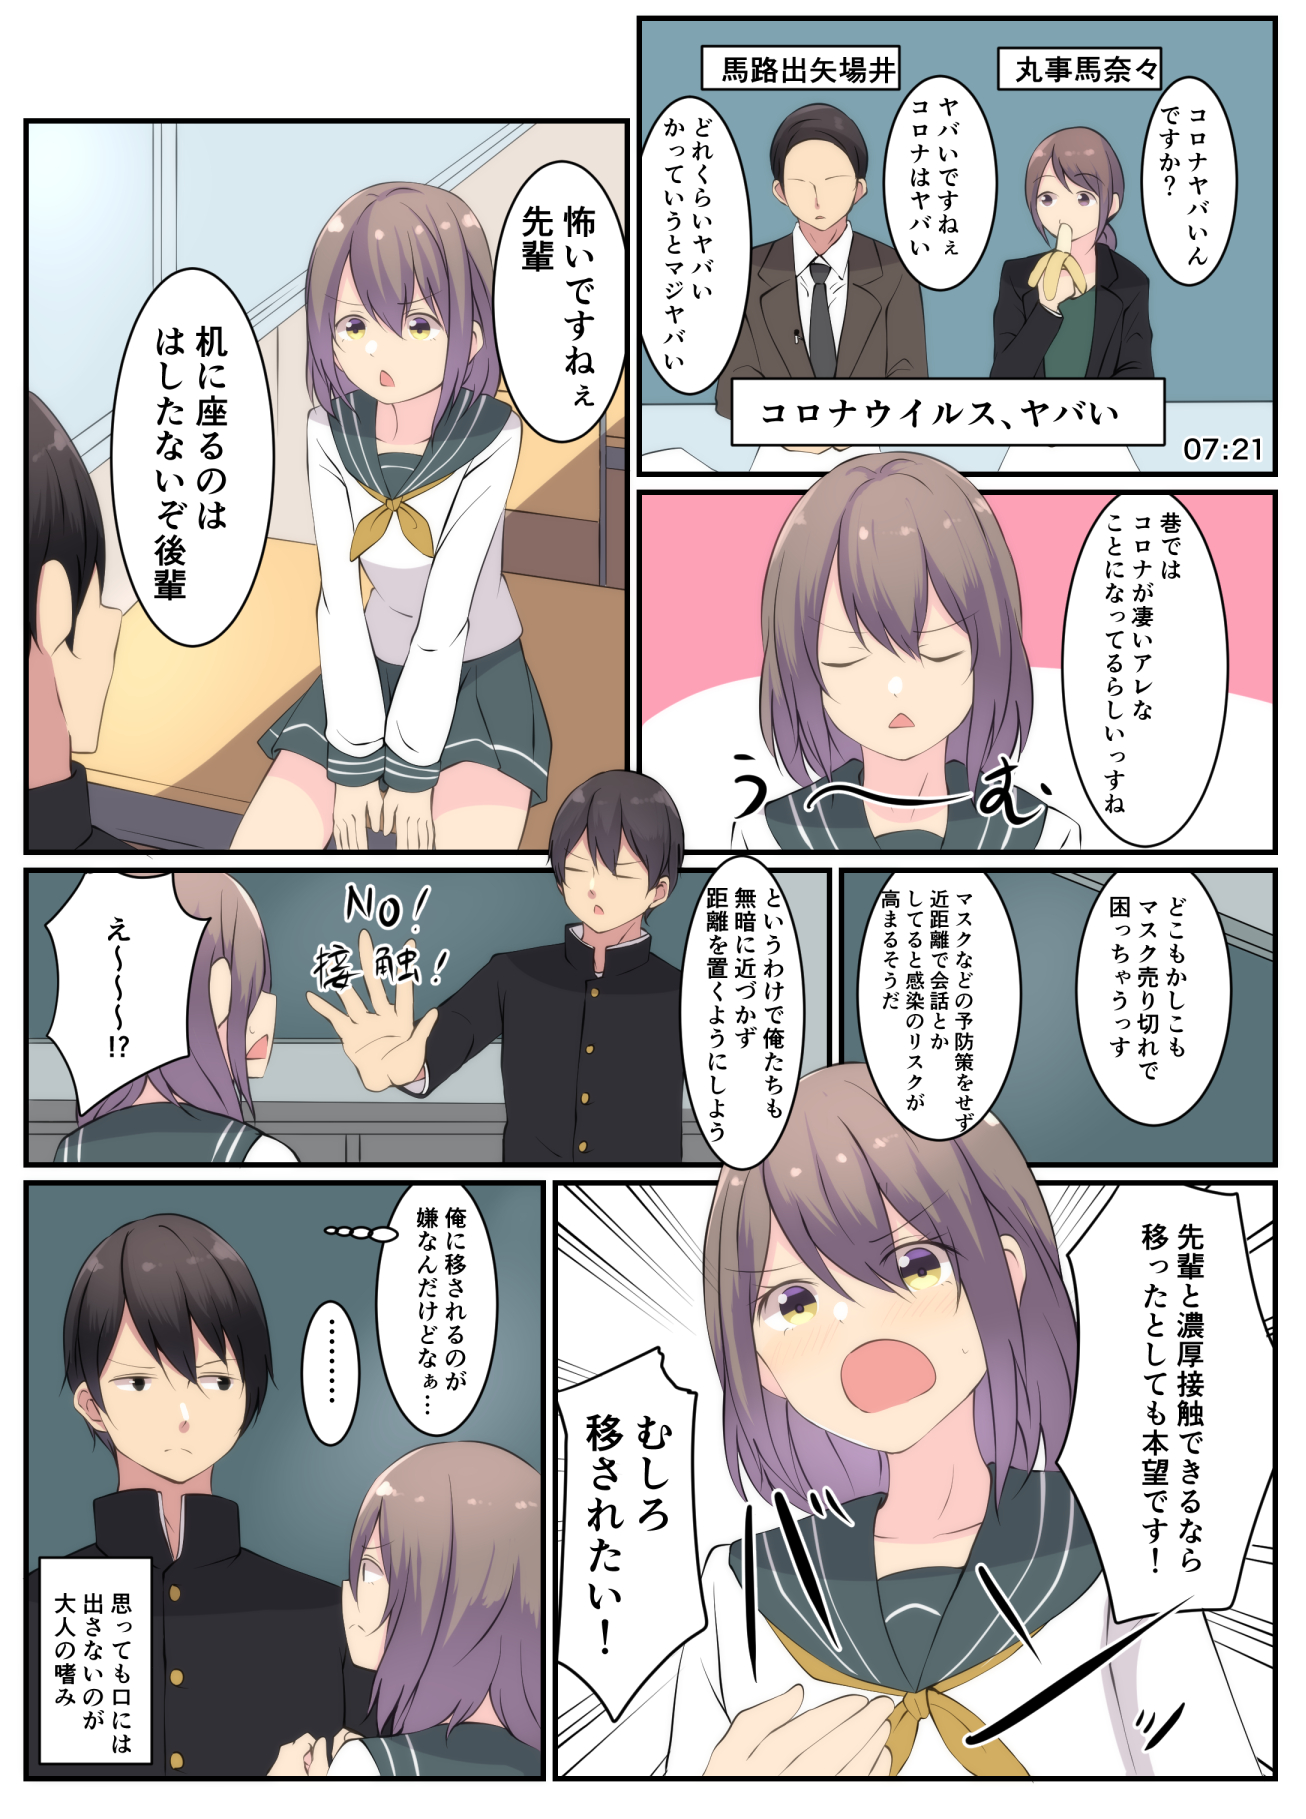 丸事馬奈々
馬路出矢場井
コロナヤバいん
ですか？
ヤバいですねぇ
コロナはヤバい
どれくらいヤバい
かっていうとマジヤバい
コロナウイルス、ヤバい
07:21
怖いですねぇ
先輩
机に座るのは
はしたないぞ後輩
巷では
コロナが凄いアレな
ことになってるらしいっすね
う〜む
どこもかしこも
マスク売り切れで
困っちゃうっす
マスクなどの予防策をせず
近距離で会話とか
してると感染のリスクが
高まるそうだ
というわけで俺たちも
無暗に近づかず
距離を置くようにしよう
NO！
接触！
え〜〜〜〜⁉
先輩と濃厚接触できるなら
移ったとしても本望です！
むしろ
移されたい！
俺に移されるのが
嫌なんだけどなぁ…
………
思っても口には
出さないのが
大人の嗜み